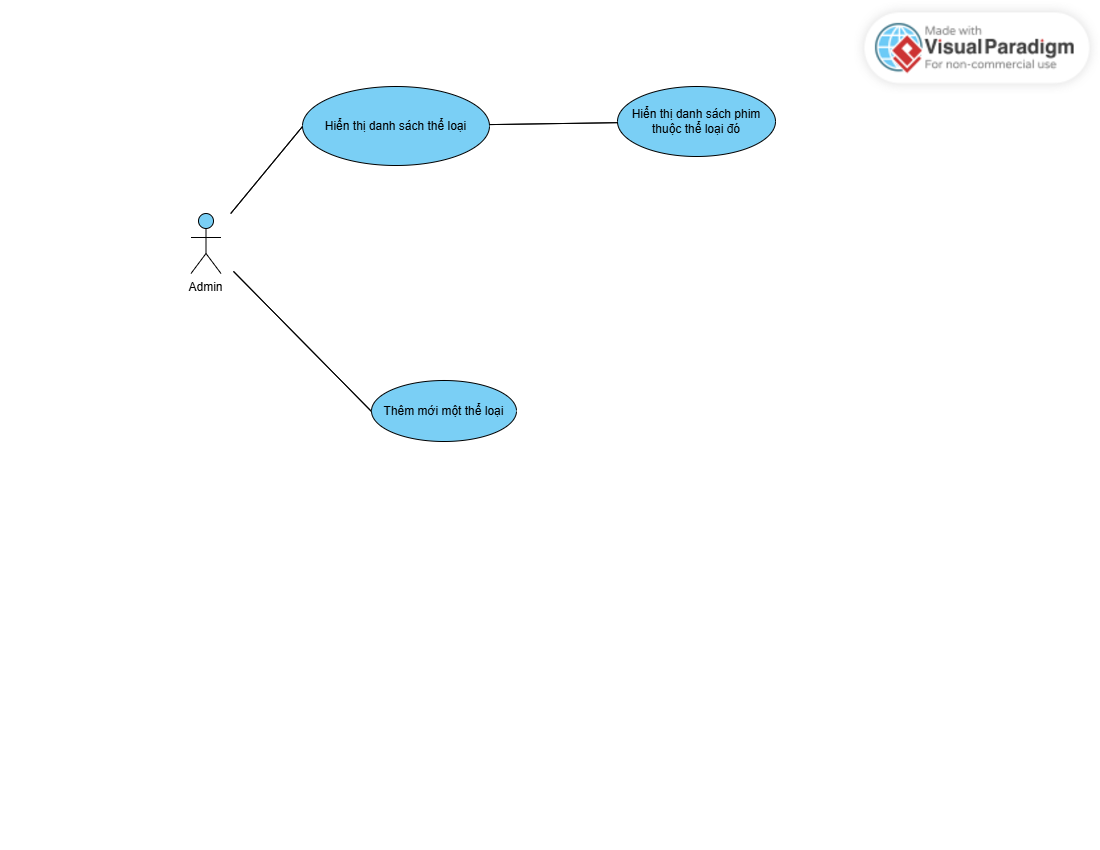 Made with
Visual Paradigm
For non-commercial use
Hiển thị danh sách thể loại
Hiển thị danh sách phim
thuộc thể loại đó
Admin
Thêm mới một thể loại